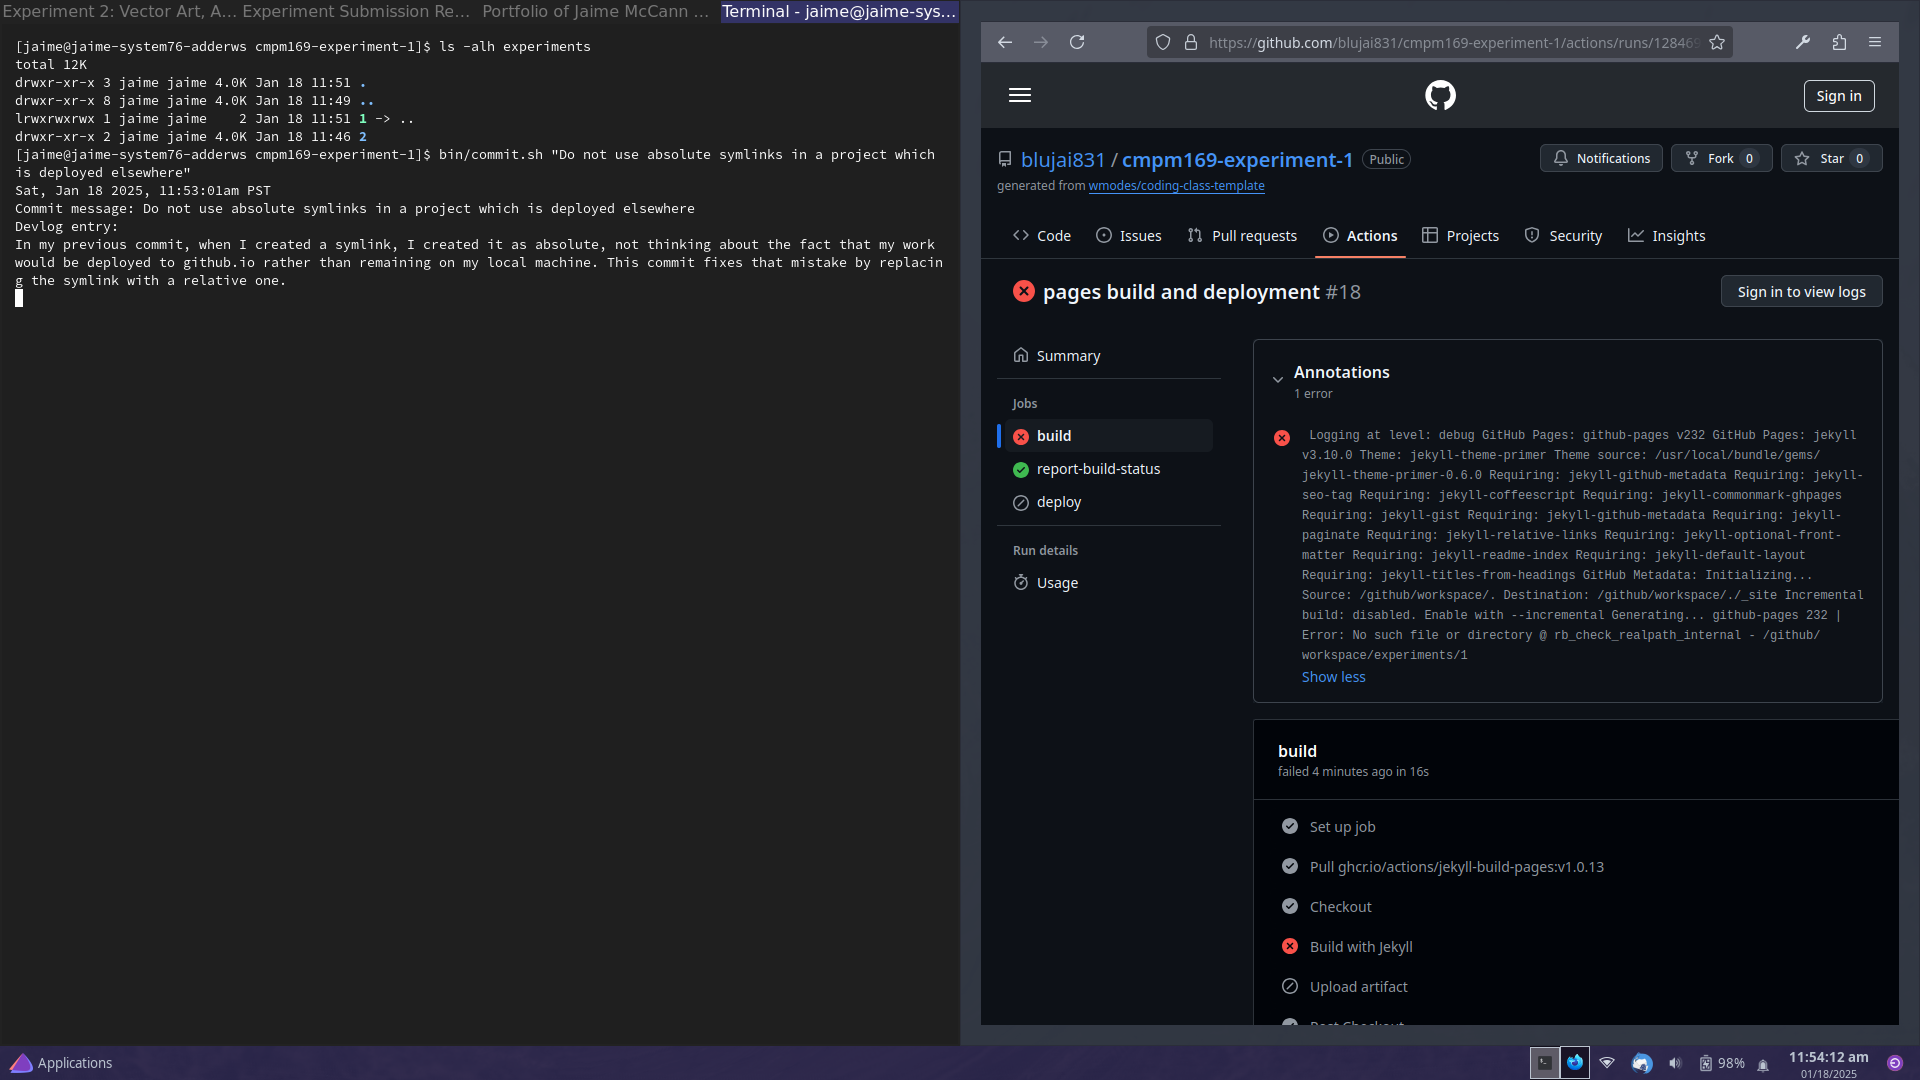 Experiment 2: Vector Art, A... Experiment Submission Re... Portfolio of Jaime McCann ... Terminal - jaime@jaime-sys...
[jaime@jaime-system76-adderws cmpm169-experiment-1]$ ls -alh experiments
total 12K
drwxr-xr-x 3 jaime jaime 4.0K Jan 18 11:51 .
drwxr-xr-x 8 jaime jaime 4.0K Jan 18 11:49 ..
lrwxrwxrwx 1 jaime jaime    2 Jan 18 11:51 1 -> ..
drwxr-xr-x 2 jaime jaime 4.0K Jan 18 11:46 2
[jaime@jaime-system76-adderws cmpm169-experiment-1]$ bin/commit.sh "Do not use absolute symlinks in a project which
is deployed elsewhere"
Sat, Jan 18 2025, 11:53:01am PST
Commit message: Do not use absolute symlinks in a project which is deployed elsewhere
Devlog entry:
In my previous commit, when I created a symlink, I created it as absolute, not thinking about the fact that my work
would be deployed to github.io rather than remaining on my local machine. This commit fixes that mistake by replacin
g the symlink with a relative one.
https://github.com/blujai831/cmpm169-experiment-1/actions/runs/128469
Sign in
blujai831 / cmpm169-experiment-1 Public
Notifications Fork 0 Star 0
generated from wmodes/coding-class-template
Code Issues Pull requests Actions Projects Security Insights
pages build and deployment #18
Sign in to view logs
Summary
Jobs
build
report-build-status
deploy
Run details
Usage
Annotations
1 error
Logging at level: debug GitHub Pages: github-pages v232 GitHub Pages: jekyll
v3.10.0 Theme: jekyll-theme-primer Theme source: /usr/local/bundle/gems/
jekyll-theme-primer-0.6.0 Requiring: jekyll-github-metadata Requiring: jekyll-
seo-tag Requiring: jekyll-coffeescript Requiring: jekyll-commonmark-ghpages
Requiring: jekyll-gist Requiring: jekyll-github-metadata Requiring: jekyll-
paginate Requiring: jekyll-relative-links Requiring: jekyll-optional-front-
matter Requiring: jekyll-readme-index Requiring: jekyll-default-layout
Requiring: jekyll-titles-from-headings GitHub Metadata: Initializing...
Source: /github/workspace/. Destination: /github/workspace/./_site Incremental
build: disabled. Enable with --incremental Generating... github-pages 232 |
Error: No such file or directory @ rb_check_realpath_internal - /github/
workspace/experiments/1
Show less
build
failed 4 minutes ago in 16s
Set up job
Pull ghcr.io/actions/jekyll-build-pages:v1.0.13
Checkout
Build with Jekyll
Upload artifact
Post Checkout
Applications
98%
11:54:12 am
01/18/2025